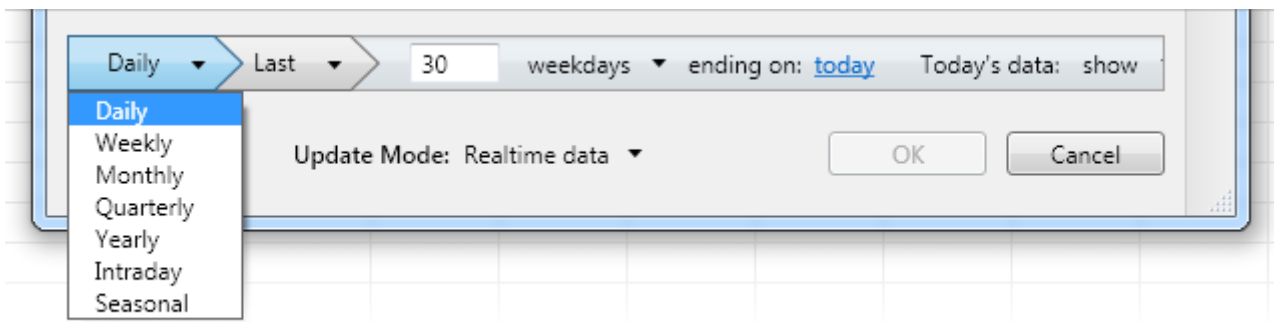 Daily Last 30 weekdays ending on: today Today's data: show
Daily
Weekly
Update Mode: Realtime data OK Cancel
Monthly
Quarterly
Yearly
Intraday
Seasonal